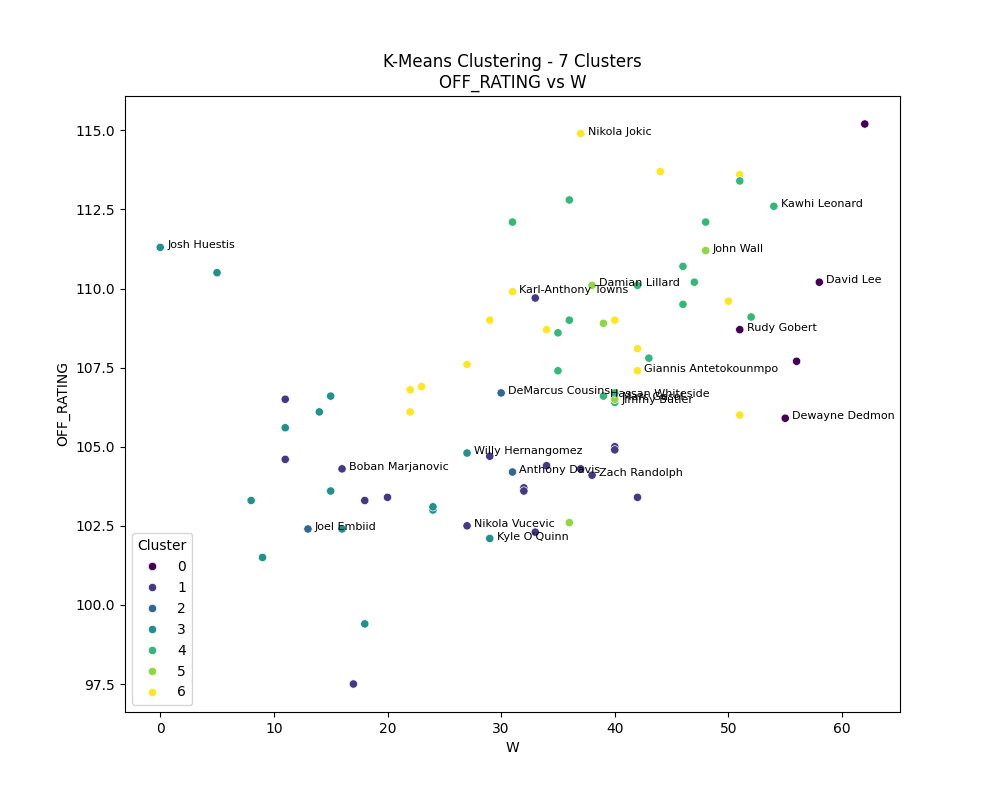 K-Means Clustering - 7 Clusters
OFF_RATING vs W
115.0
112.5
110.0
107.5
105.0
102.5
100.0
97.5
OFF_RATING
Nikola Jokic
Kawhi Leonard
Josh Huestis
John Wall
David Lee
Damian Lillard
Karl-Anthony Towns
Rudy Gobert
Giannis Antetokounmpo
DeMarcus Cousins
Hassan Whiteside
Jimmy Butler
Dewayne Dedmon
Willy Hernangomez
Boban Marjanovic
Anthony Davis
Zach Randolph
Joel Embiid
Nikola Vucevic
Kyle O'Quinn
Cluster
0
1
2
3
4
5
6
0 10 20 30 40 50 60
W